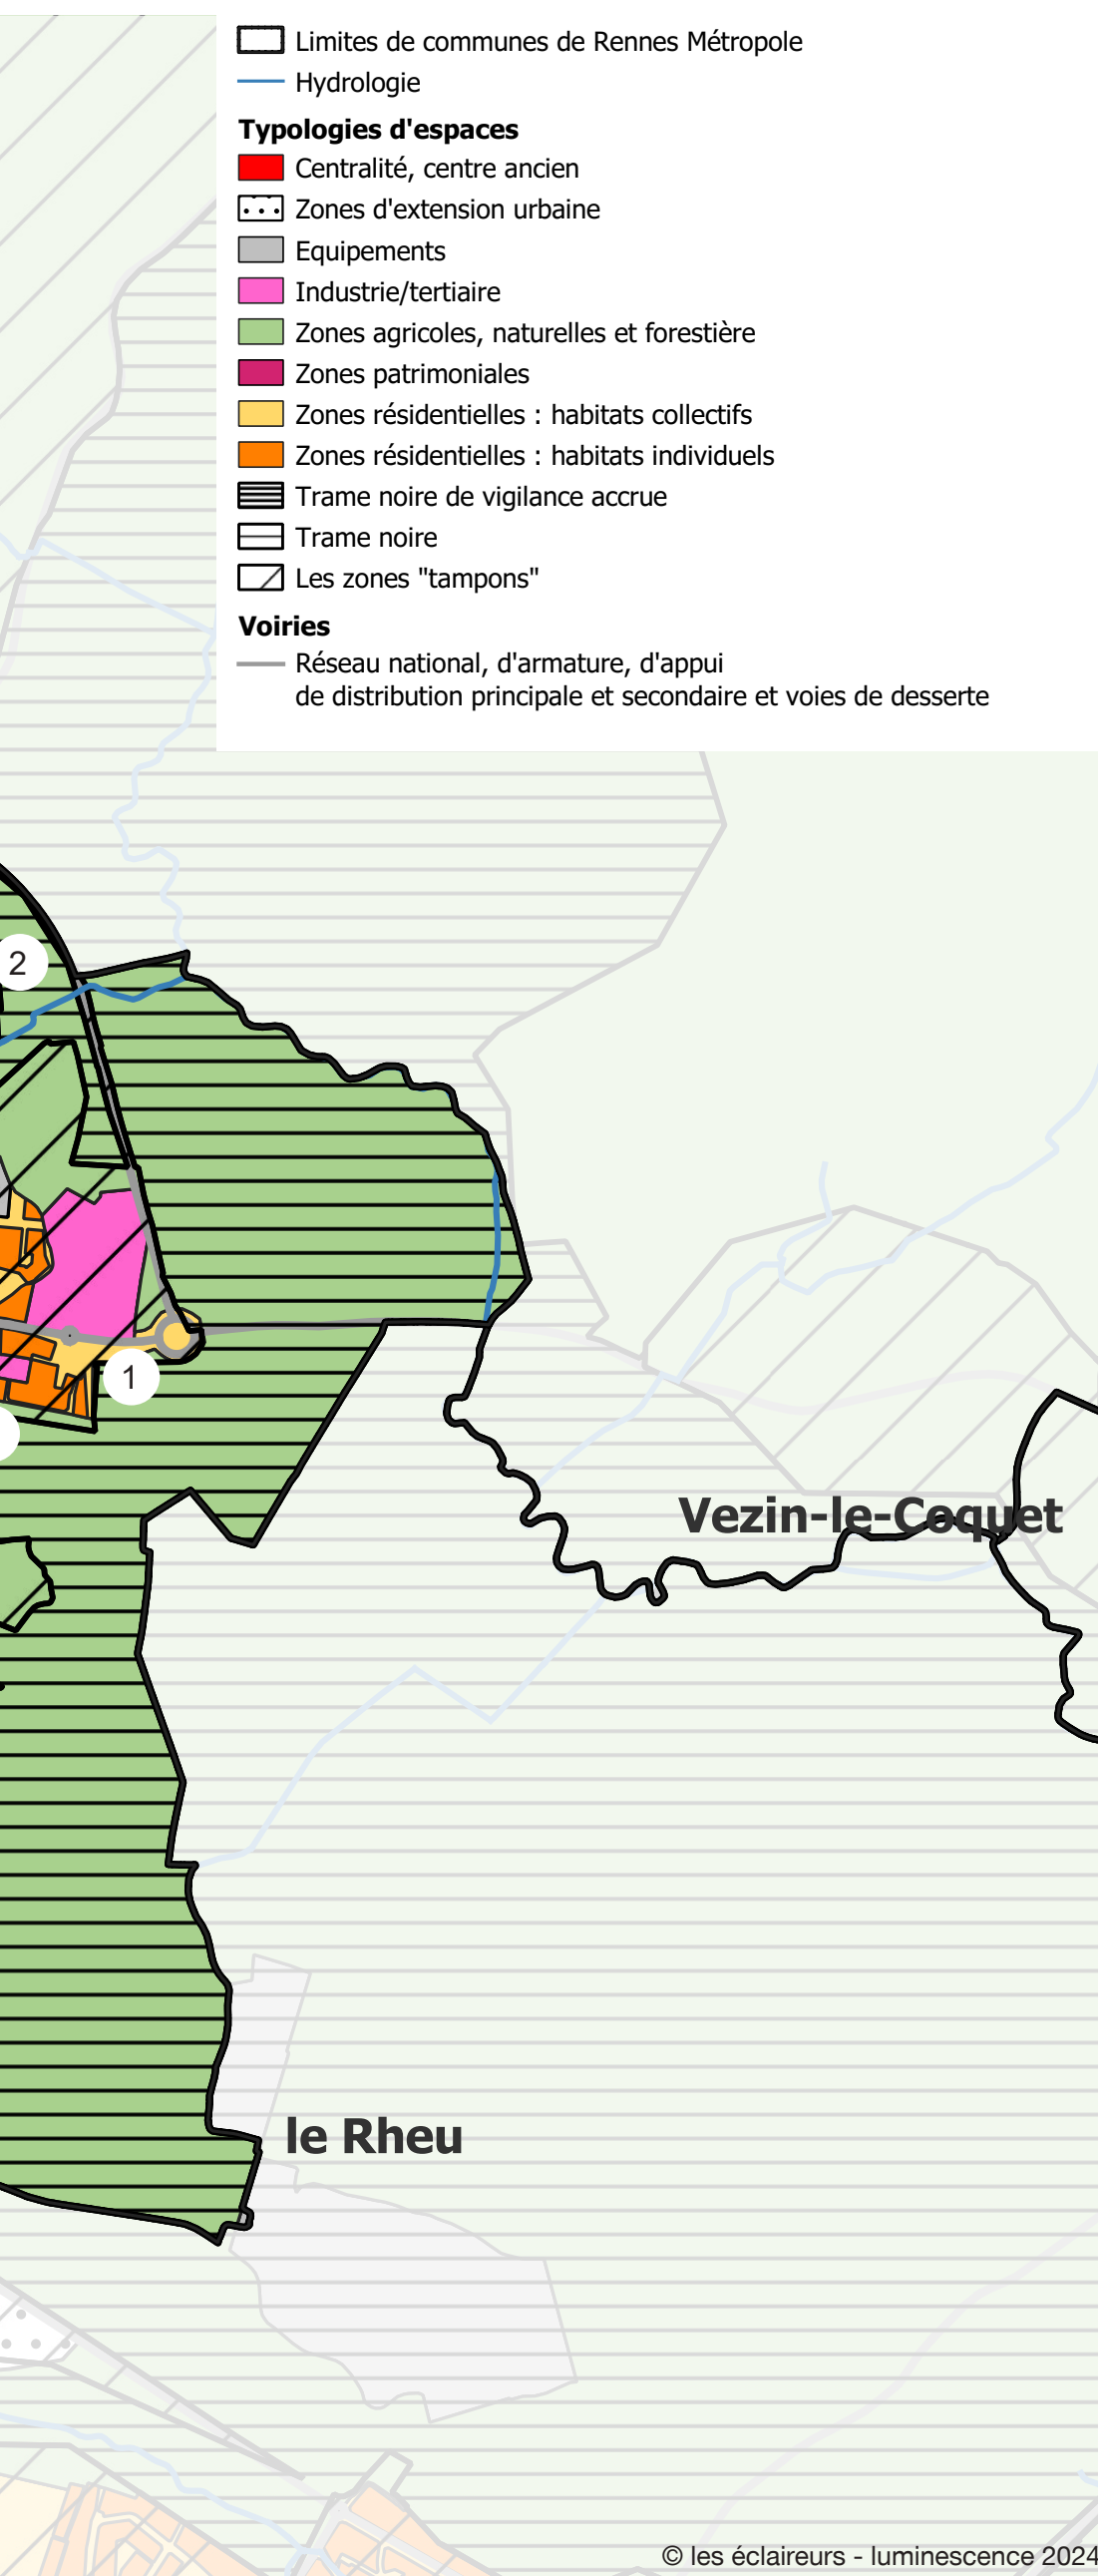 Limites de communes de Rennes Métropole
Hydrologie
Typologies d'espaces
Centralité, centre ancien
Zones d'extension urbaine
Equipements
Industrie/tertiaire
Zones agricoles, naturelles et forestière
Zones patrimoniales
Zones résidentielles : habitats collectifs
Zones résidentielles : habitats individuels
Trame noire de vigilance accrue
Trame noire
Les zones "tampons"
Voiries
Réseau national, d'armature, d'appui
de distribution principale et secondaire et voies de desserte
2
1
Vezin-le-Coquet
le Rheu
© les éclaireurs - luminescence 2024